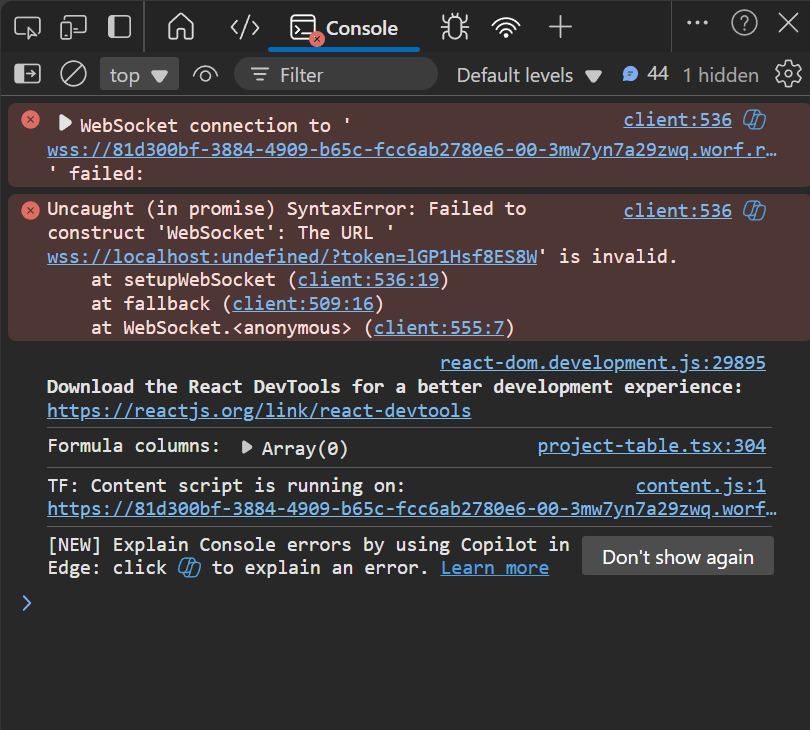 Console
top
Filter
Default levels
44
1 hidden
WebSocket connection to '
client:536
wss://81d300bf-3884-4909-b65c-fcc6ab2780e6-00-3mw7yn7a29zwq.worf.r…
' failed:
Uncaught (in promise) SyntaxError: Failed to
client:536
construct 'WebSocket': The URL '
wss://localhost:undefined/?token=lGP1Hsf8ES8W' is invalid.
at setupWebSocket (client:536:19)
at fallback (client:509:16)
at WebSocket.<anonymous> (client:555:7)
react-dom.development.js:29895
Download the React DevTools for a better development experience:
https://reactjs.org/link/react-devtools
Formula columns: Array(0)
project-table.tsx:304
TF: Content script is running on:
content.js:1
https://81d300bf-3884-4909-b65c-fcc6ab2780e6-00-3mw7yn7a29zwq.worf…
[NEW] Explain Console errors by using Copilot in
Edge: click to explain an error. Learn more
Don't show again